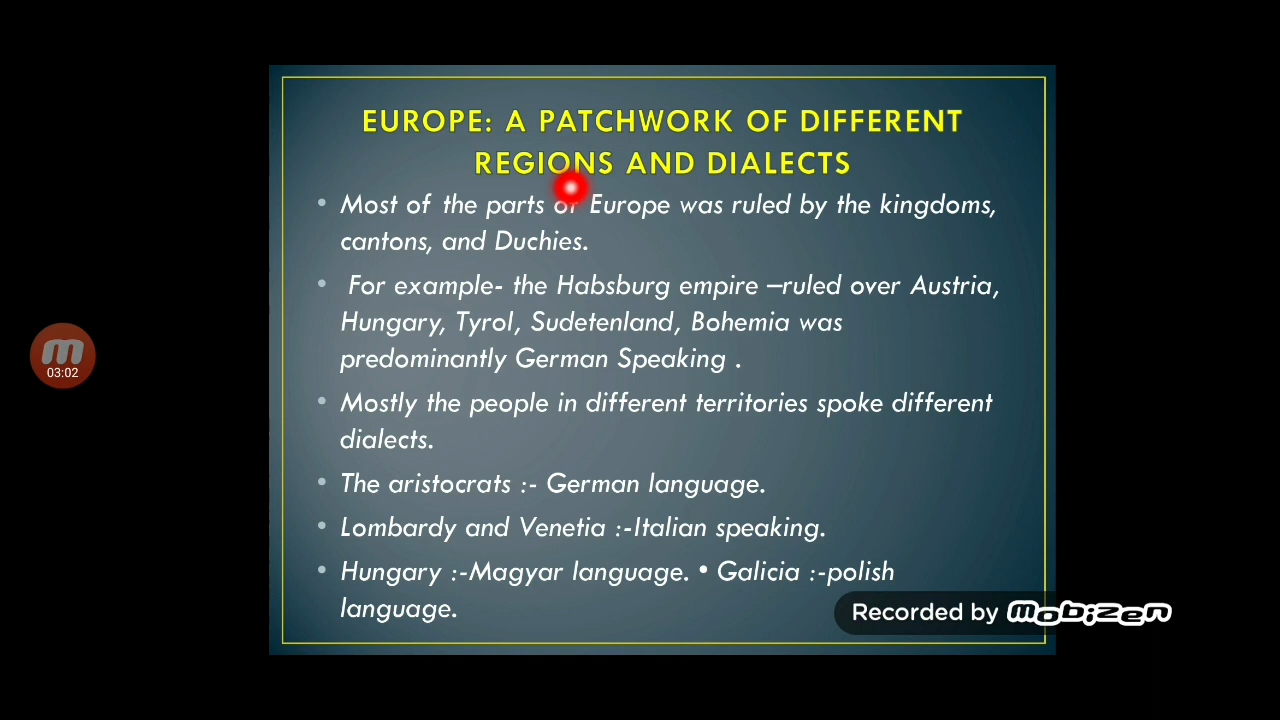 EUROPE: A PATCHWORK OF DIFFERENT
REGIONS AND DIALECTS
• Most of the parts of Europe was ruled by the kingdoms,
cantons, and Duchies.
• For example- the Habsburg empire –ruled over Austria,
Hungary, Tyrol, Sudetenland, Bohemia was
predominantly German Speaking .
• Mostly the people in different territories spoke different
dialects.
• The aristocrats :- German language.
• Lombardy and Venetia :-Italian speaking.
• Hungary :-Magyar language. • Galicia :-polish
language.
03:02
Recorded by mobizen